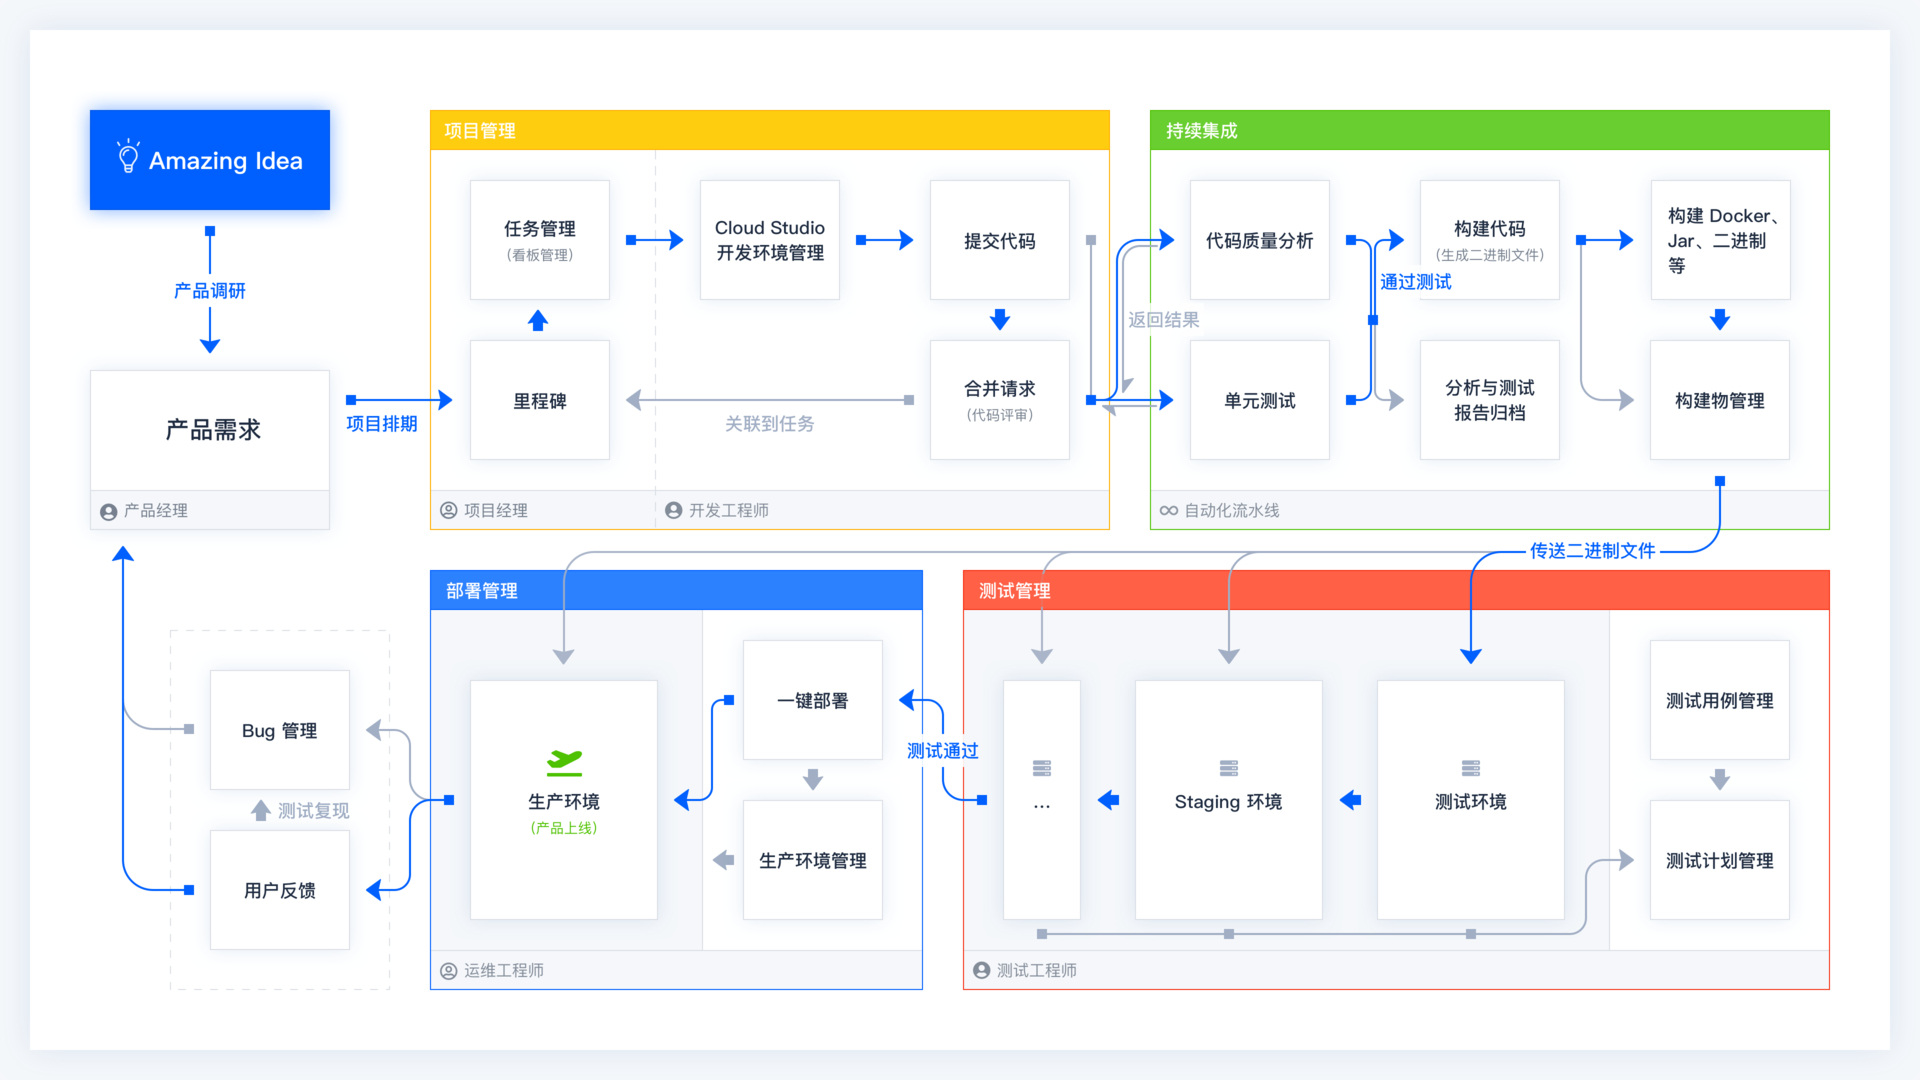 Amazing Idea
产品调研
产品需求
产品经理
项目排期
项目管理
任务管理
(看板管理)
Cloud Studio
开发环境管理
提交代码
里程碑
关联到任务
合并请求
(代码评审)
项目经理
开发工程师
返回结果
持续集成
代码质量分析
通过测试
构建代码
(生成二进制文件)
构建 Docker、
Jar、二进制
等
单元测试
分析与测试
报告归档
构建物管理
自动化流水线
传送二进制文件
部署管理
生产环境
(产品上线)
一键部署
生产环境管理
运维工程师
测试通过
测试管理
...
Staging 环境
测试环境
测试用例管理
测试计划管理
测试工程师
Bug 管理
测试复现
用户反馈